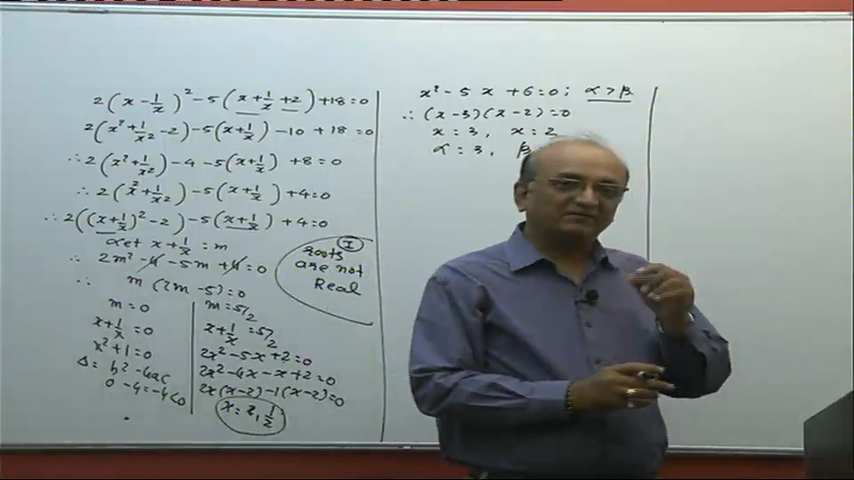 2(x-1/x)²-5(x+1/x+2)+18=0
2(x²+1/x²-2)-5(x+1/x)-10+18=0
∴ 2(x²+1/x²)-4-5(x+1/x)+8=0
∴ 2(x²+1/x²)-5(x+1/x)+4=0
∴ 2((x+1/x)²-2)-5(x+1/x)+4=0
Let x+1/x=m
∴ 2m²-4-5m+4=0
∴ m(2m-5)=0
m=0
x+1/x=0
x²+1=0
Δ=b²-4ac
0-4=-4<0
m=5/2
x+1/x=5/2
2x²-5x+2=0
2x²-4x-x+2=0
2x(x-2)-1(x-2)=0
x=2,1/2
I
roots
are not
Real
x²-5x+6=0; α>β
∴ (x-3)(x-2)=0
x=3, x=2
α=3, β